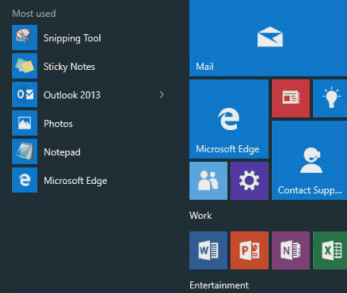 Most used
Snipping Tool
Sticky Notes
Outlook 2013
Photos
Notepad
Microsoft Edge
Mail
Microsoft Edge
Contact Supp...
Work
Entertainment